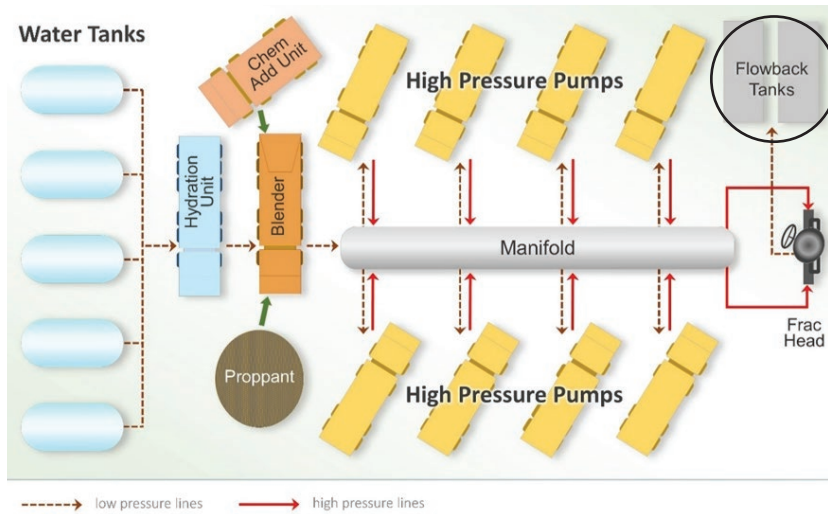 Water Tanks
Chem
Add Unit
High Pressure Pumps
Flowback
Tanks
Hydration
Unit
Blender
Manifold
Frac
Head
Proppant
High Pressure Pumps
low pressure lines
high pressure lines